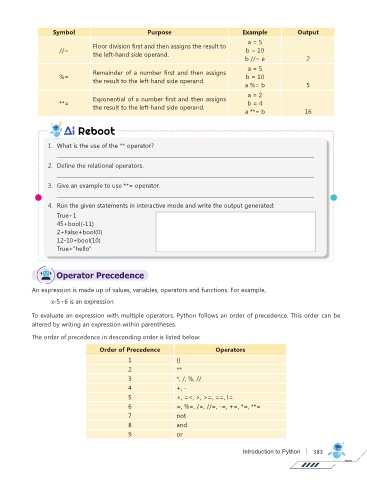 Symbol Purpose Example Output
//= Floor division first and then assigns the result to the left-hand side operand. a = 5
b = 10
b //= a 2
%= Remainder of a number first and then assigns the result to the left-hand side operand. a = 5
b = 10
a %= b 5
**= Exponential of a number first and then assigns the result to the left-hand side operand. a = 2
b = 4
a **= b 16
Ai Reboot
1. What is the use of the ** operator?
2. Define the relational operators.
3. Give an example to use **= operator.
4. Run the given statements in interactive mode and write the output generated:
True+1
45+bool(-11)
2+False+bool(0)
12-10+bool(10)
True+"hello"
Operator Precedence
An expression is made up of values, variables, operators and functions. For example,
x-5+6 is an expression
To evaluate an expression with multiple operators, Python follows an order of precedence. This order can be
altered by writing an expression within parentheses.
The order of precedence in descending order is listed below:
Order of Precedence Operators
1 ()
2 **
3 *, /, %, //
4 +, -
5 <, =<, >, >=, ==, !=
6 =, %=, /=, //=, -=, +=, *=, **=
7 not
8 and
9 or
Introduction to Python 383